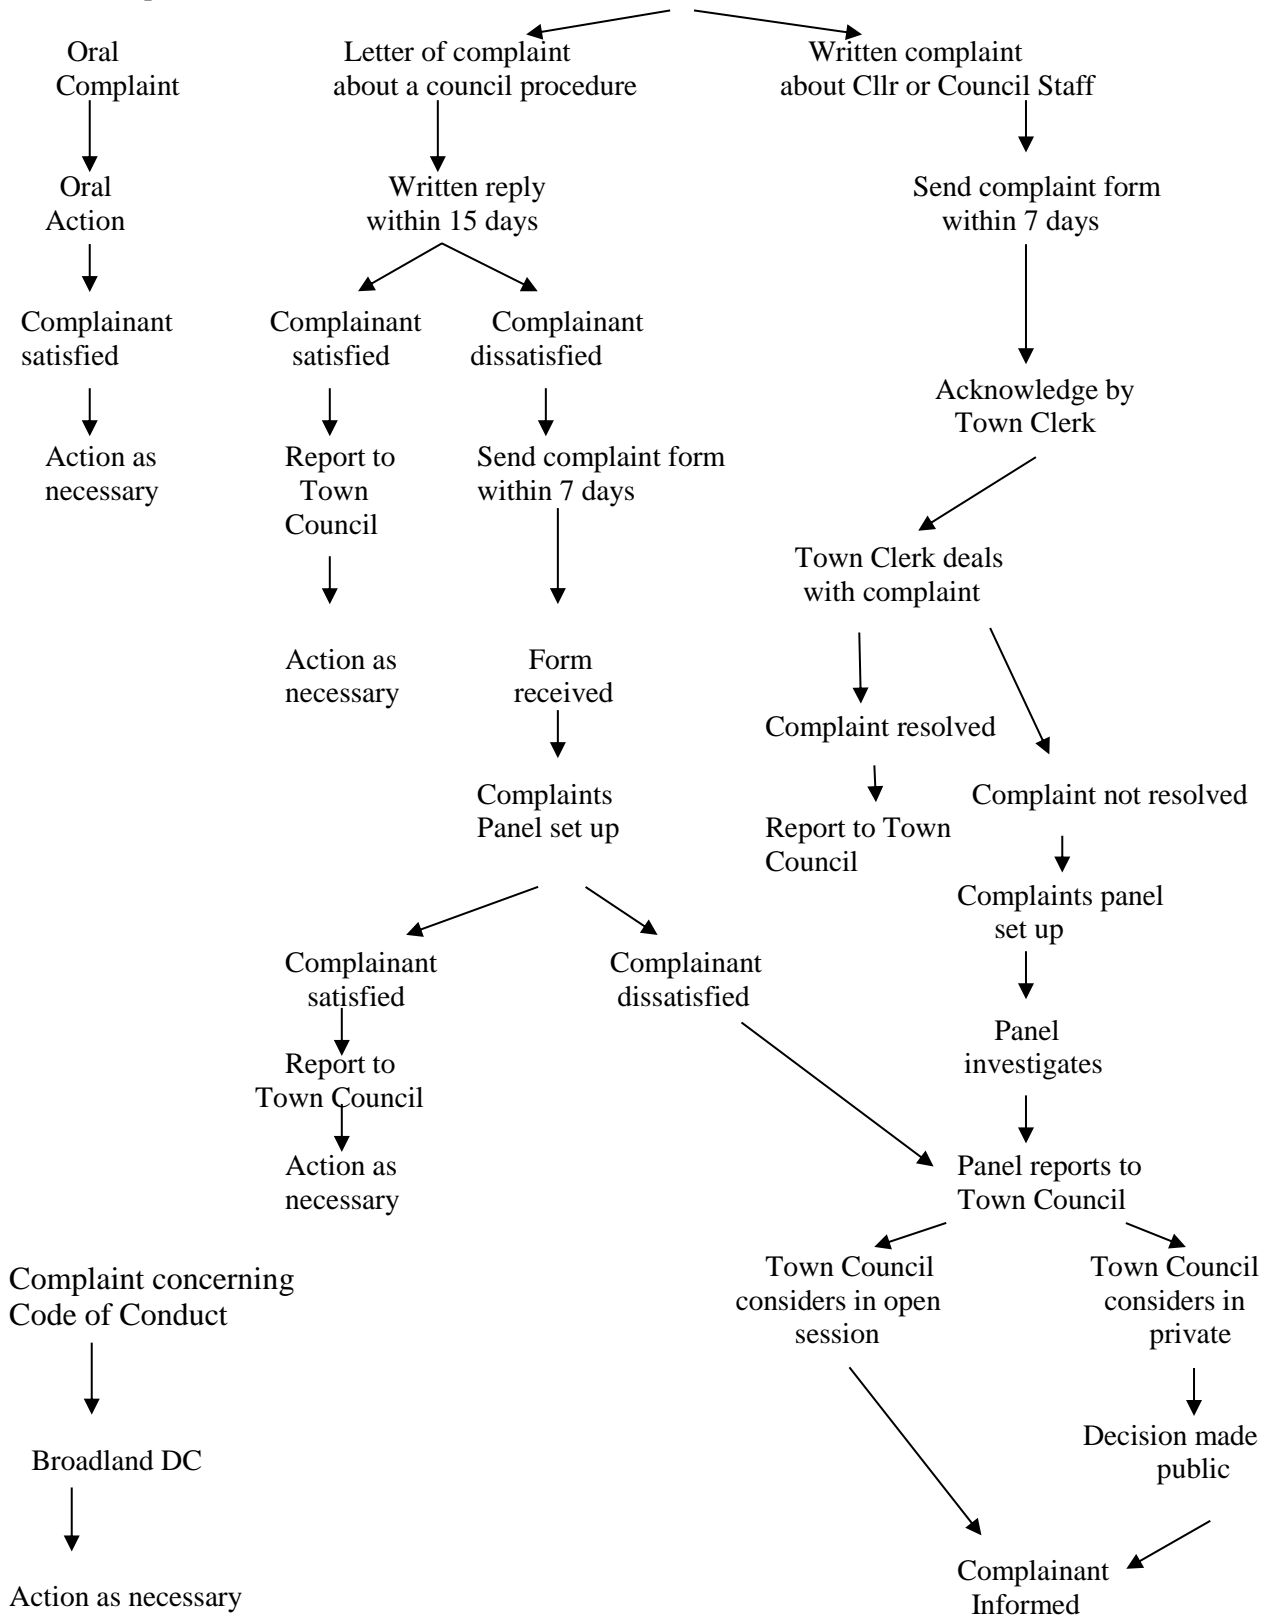 Oral
Complaint
Letter of complaint
about a council procedure
Written complaint
about Cllr or Council Staff
Oral
Action
Written reply
within 15 days
Send complaint form
within 7 days
Complainant
satisfied
Complainant
satisfied
Complainant
dissatisfied
Acknowledge by
Town Clerk
Action as
necessary
Report to
Town
Council
Send complaint form
within 7 days
Town Clerk deals
with complaint
Action as
necessary
Form
received
Complaint resolved
Complaints
Panel set up
Complaint not resolved
Report to Town
Council
Complaints panel
set up
Complainant
satisfied
Complainant
dissatisfied
Panel
investigates
Report to
Town Council
Action as
necessary
Panel reports to
Town Council
Complaint concerning
Code of Conduct
Town Council
considers in open
session
Town Council
considers in
private
Broadland DC
Decision made
public
Action as necessary
Complainant
Informed